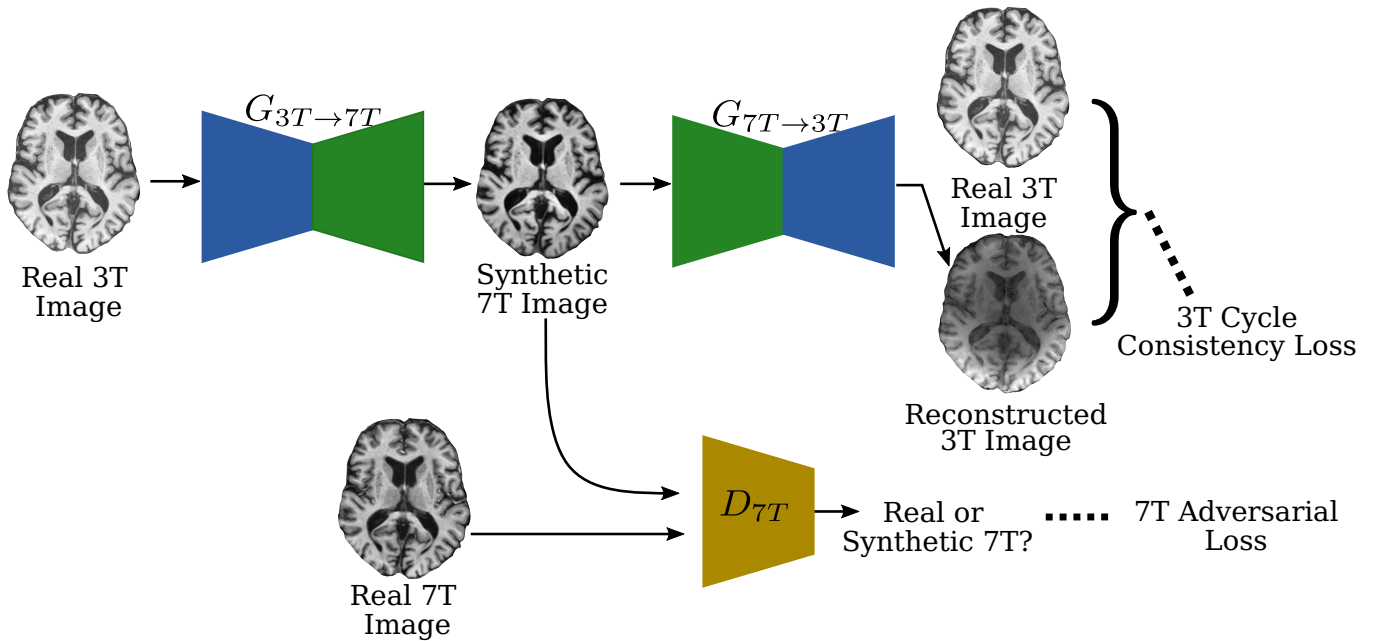 G3T→7T
G7T→3T
Real 3T
Image
Synthetic
7T Image
Real 3T
Image
3T Cycle
Consistency Loss
Reconstructed
3T Image
D7T
Real or
Synthetic 7T?
7T Adversarial
Loss
Real 7T
Image